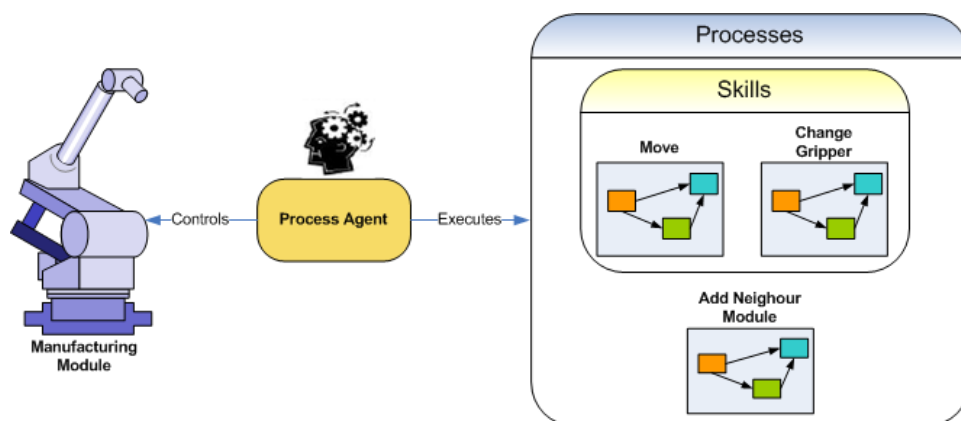 Processes
Skills
Move
Change
Gripper
Controls
Process Agent
Executes
Add Neighour
Module
Manufacturing
Module